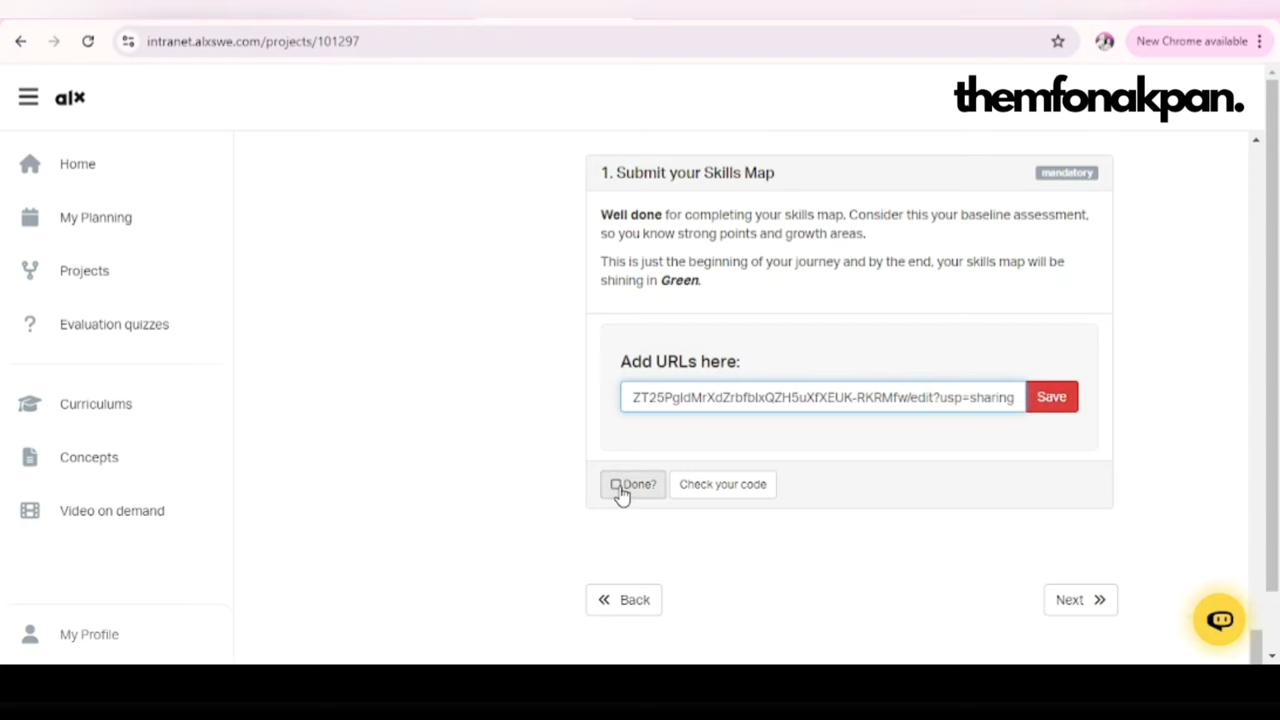 intranet.alxswe.com/projects/101297
New Chrome available
alx
themfonakpan.
Home
My Planning
Projects
Evaluation quizzes
Curriculums
Concepts
Video on demand
My Profile
1. Submit your Skills Map
mandatory
Well done for completing your skills map. Consider this your baseline assessment,
so you know strong points and growth areas.
This is just the beginning of your journey and by the end, your skills map will be
shining in Green.
Add URLs here:
ZT25PgldMrXdZrbfblxQZH5uXfXEUK-RKRMfw/edit?usp=sharing
Save
Done?
Check your code
Back
Next